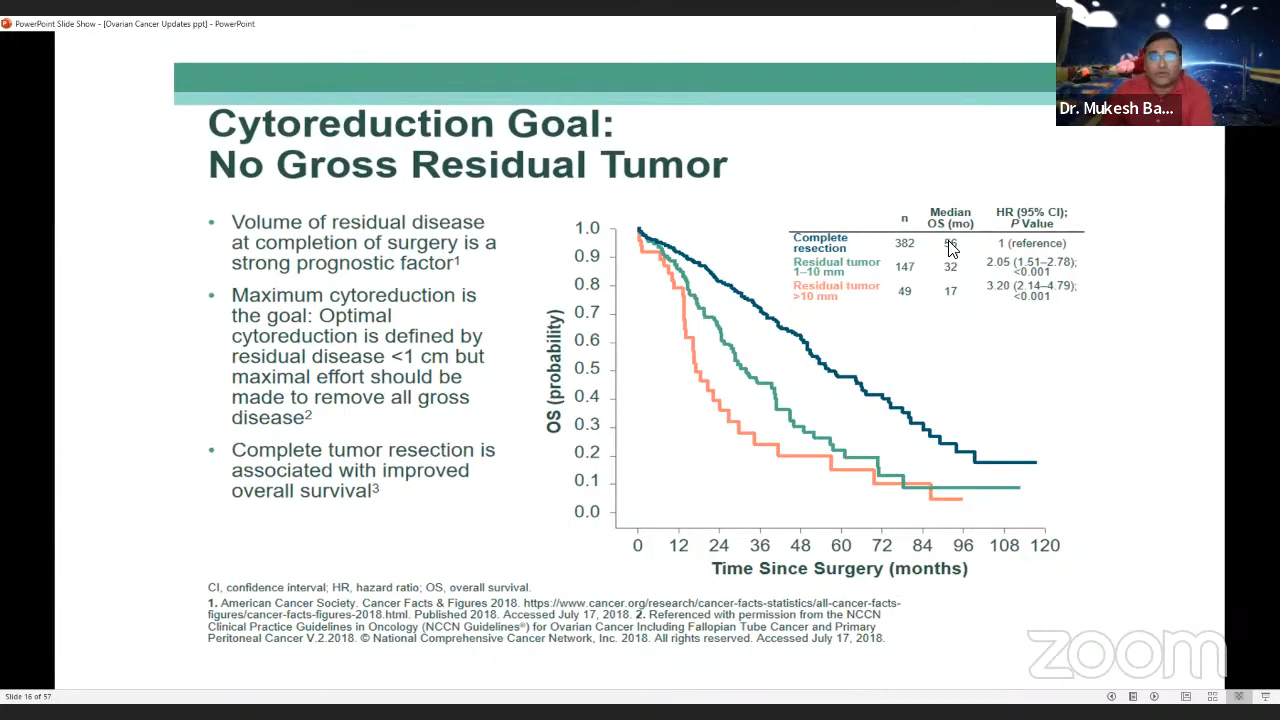 PowerPoint Slide Show - [Ovarian Cancer Updates ppt] - PowerPoint
Dr. Mukesh Ba...
Cytoreduction Goal:
No Gross Residual Tumor
• Volume of residual disease
at completion of surgery is a
strong prognostic factor1
• Maximum cytoreduction is
the goal: Optimal
cytoreduction is defined by
residual disease <1 cm but
maximal effort should be
made to remove all gross
disease2
• Complete tumor resection is
associated with improved
overall survival3
n
Median
OS (mo)
HR (95% CI);
P Value
Complete
resection
382
1 (reference)
Residual tumor
1–10 mm
147
32
2.05 (1.51–2.78);
<0.001
Residual tumor
>10 mm
49
17
3.20 (2.14–4.79);
<0.001
OS (probability)
1.0
0.9
0.8
0.7
0.6
0.5
0.4
0.3
0.2
0.1
0.0
0 12 24 36 48 60 72 84 96 108 120
Time Since Surgery (months)
CI, confidence interval; HR, hazard ratio; OS, overall survival.
1. American Cancer Society. Cancer Facts & Figures 2018. https://www.cancer.org/research/cancer-facts-statistics/all-cancer-facts-
figures/cancer-facts-figures-2018.html. Published 2018. Accessed July 17, 2018. 2. Referenced with permission from the NCCN
Clinical Practice Guidelines in Oncology (NCCN Guidelines®) for Ovarian Cancer Including Fallopian Tube Cancer and Primary
Peritoneal Cancer V.2.2018. © National Comprehensive Cancer Network, Inc. 2018. All rights reserved. Accessed July 17, 2018.
zoom
Slide 16 of 57